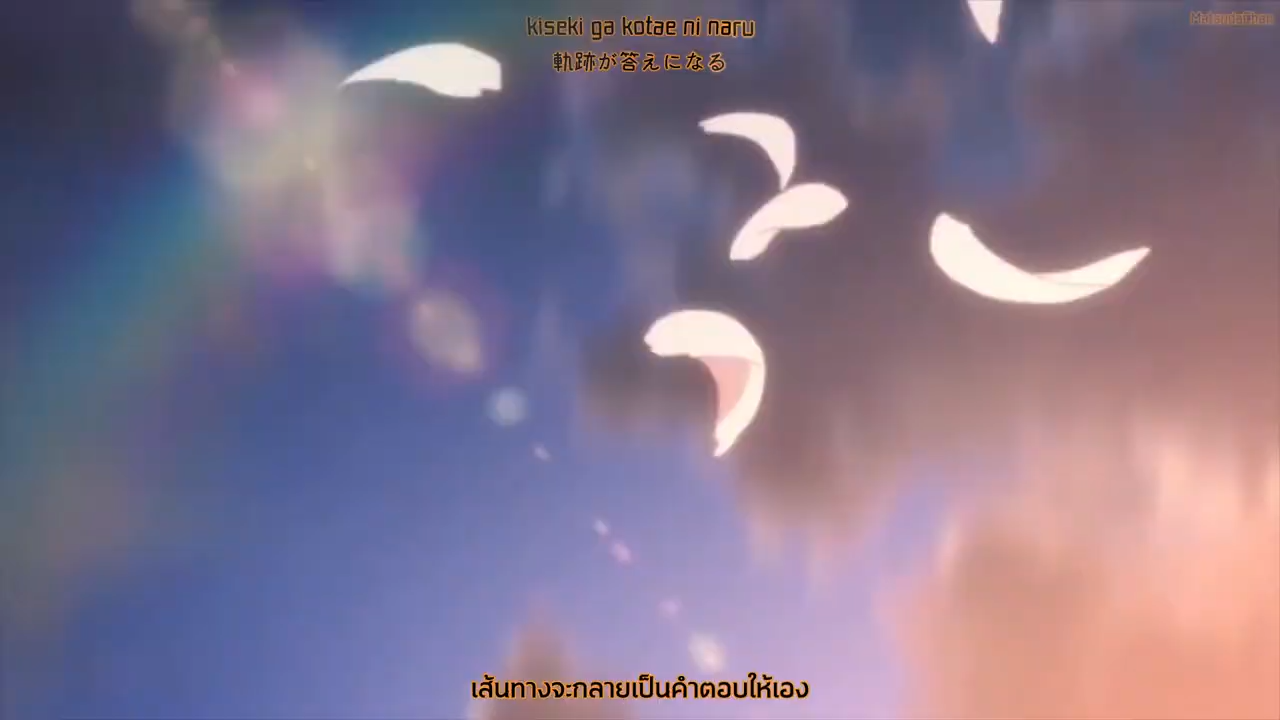 kiseki ga kotae ni naru
軌跡が答えになる
MatsudaChan
เส้นทางจะกลายเป็นคำตอบให้เอง